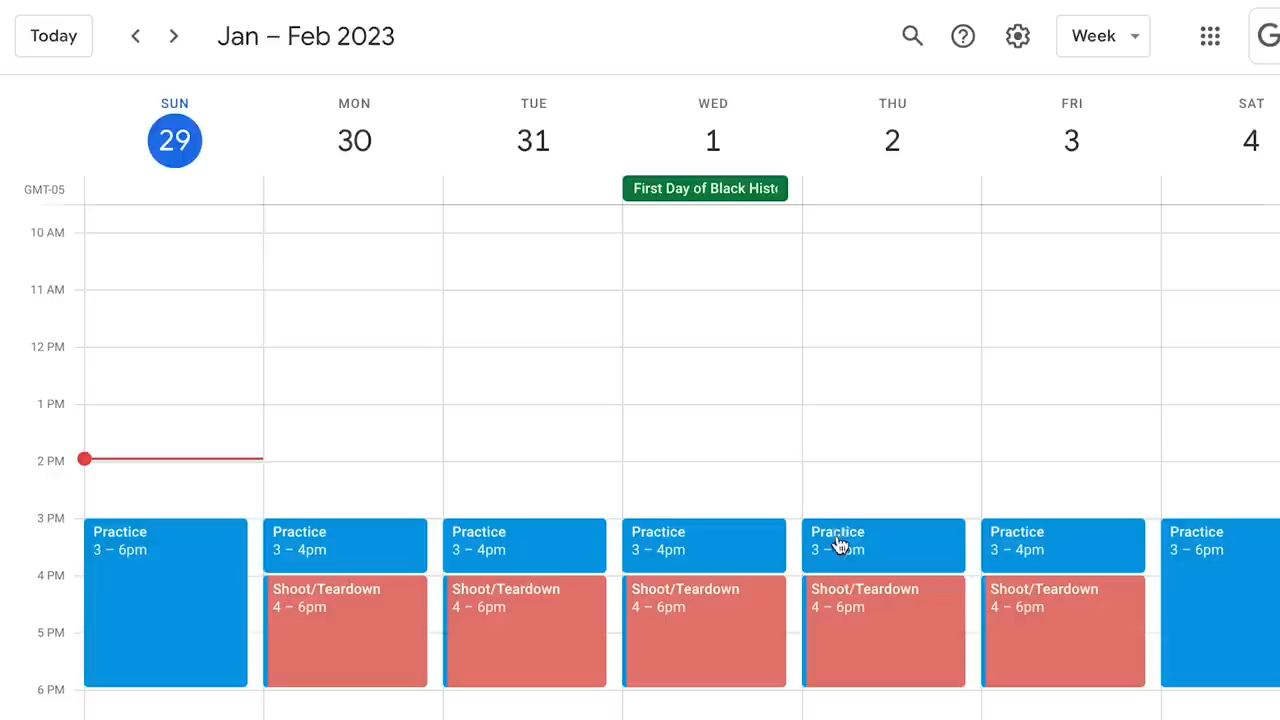 Today
Jan – Feb 2023
Week
G
SUN MON TUE WED THU FRI SAT
29 30 31 1 2 3 4
GMT-05
First Day of Black Hist
10 AM
11 AM
12 PM
1 PM
2 PM
3 PM
Practice Practice Practice Practice Practice Practice Practice
3 – 6pm 3 – 4pm 3 – 4pm 3 – 4pm 3 – pm 3 – 4pm 3 – 6pm
4 PM
Shoot/Teardown Shoot/Teardown Shoot/Teardown Shoot/Teardown Shoot/Teardown
4 – 6pm 4 – 6pm 4 – 6pm 4 – 6pm 4 – 6pm
5 PM
6 PM